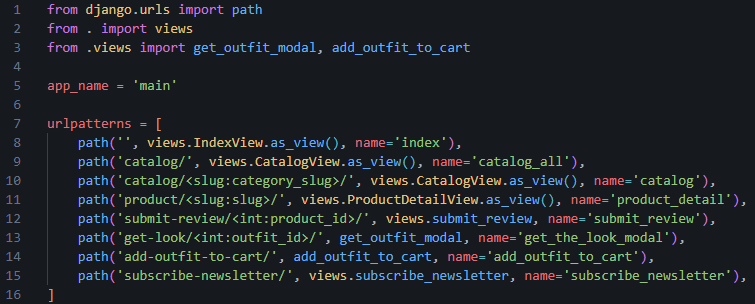 1 from django.urls import path
2 from . import views
3 from .views import get_outfit_modal, add_outfit_to_cart
4
5 app_name = 'main'
6
7 urlpatterns = [
8     path('', views.IndexView.as_view(), name='index'),
9     path('catalog/', views.CatalogView.as_view(), name='catalog_all'),
10     path('catalog/<slug:category_slug>/', views.CatalogView.as_view(), name='catalog'),
11     path('product/<slug:slug>/', views.ProductDetailView.as_view(), name='product_detail'),
12     path('submit-review/<int:product_id>/', views.submit_review, name='submit_review'),
13     path('get-look/<int:outfit_id>/', get_outfit_modal, name='get_the_look_modal'),
14     path('add-outfit-to-cart/', add_outfit_to_cart, name='add_outfit_to_cart'),
15     path('subscribe-newsletter/', views.subscribe_newsletter, name='subscribe_newsletter'),
16 ]